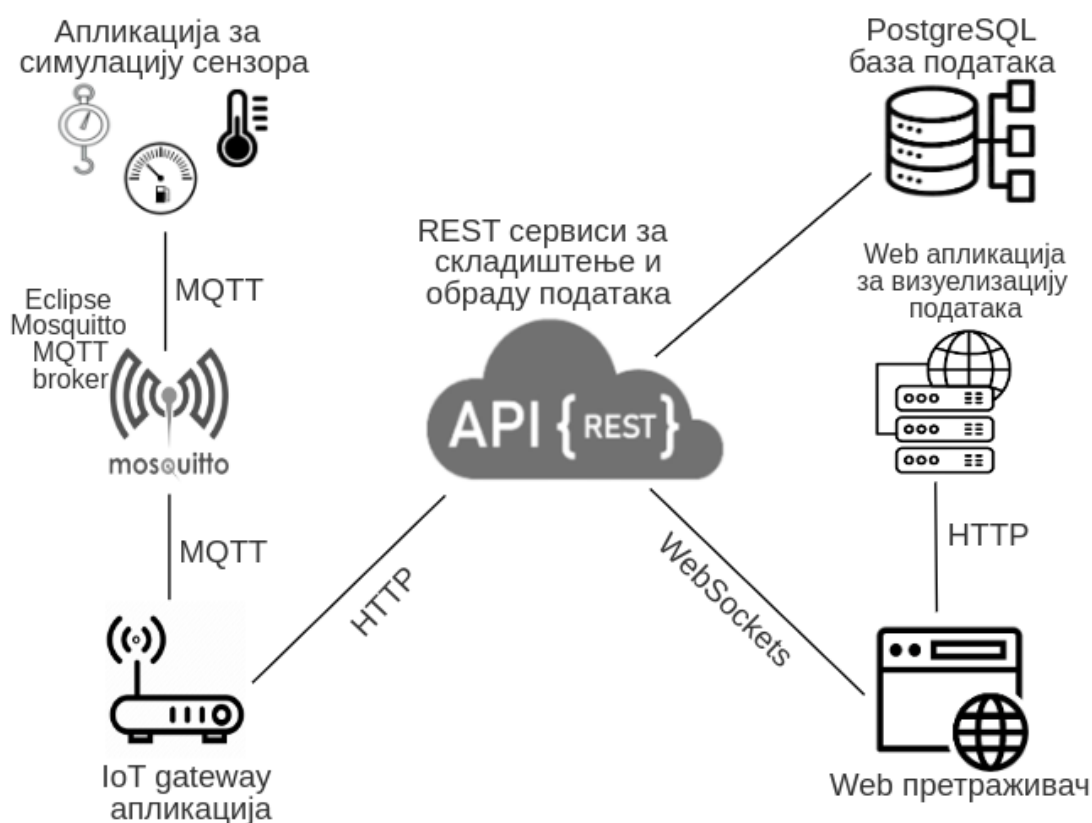 Апликација за
симулацију сензора
MQTT
Eclipse
Mosquitto
MQTT
broker
mosquitto
MQTT
IoT gateway
апликација
HTTP
REST сервиси за
складиштење и
обраду података
API {REST}
WebSockets
PostgreSQL
база података
Web апликација
за визуелизацију
података
HTTP
Web претраживач